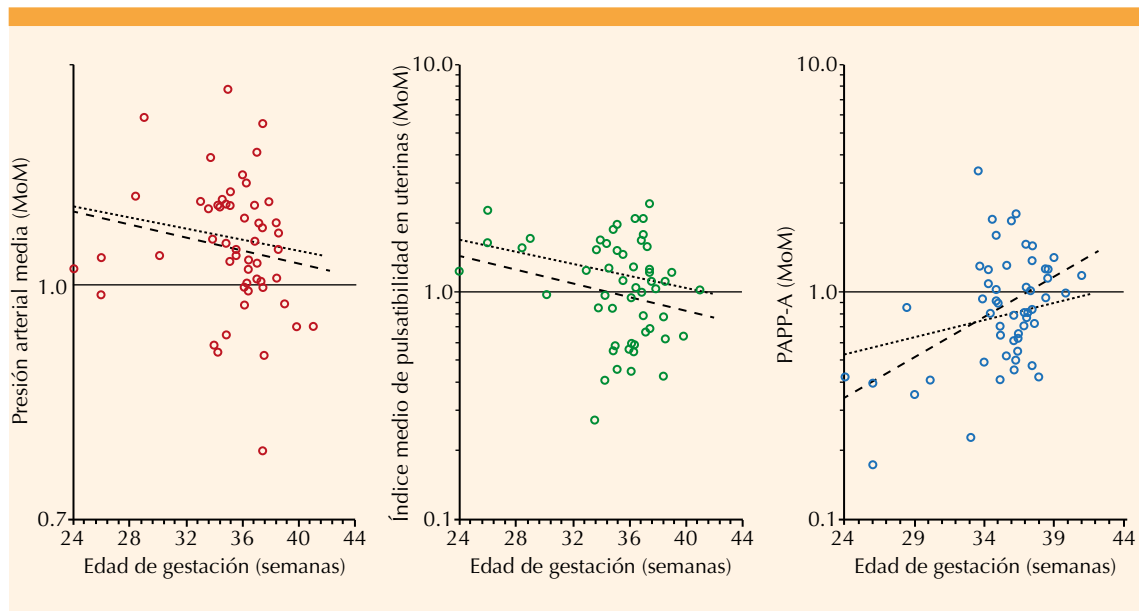 Presión arterial media (MoM)
1.0
0.7
24 28 32 36 40 44
Edad de gestación (semanas)
Índice medio de pulsatibilidad en uterinas (MoM)
10.0
1.0
0.1
24 28 32 36 40 44
Edad de gestación (semanas)
PAPP-A (MoM)
10.0
1.0
0.1
24 29 34 39 44
Edad de gestación (semanas)